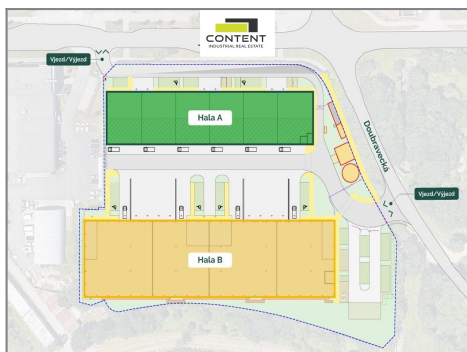 CONTENT
INDUSTRIAL REAL ESTATE
Vjezd/Výjezd
Hala A
Doubravecká
Vjezd/Výjezd
Hala B